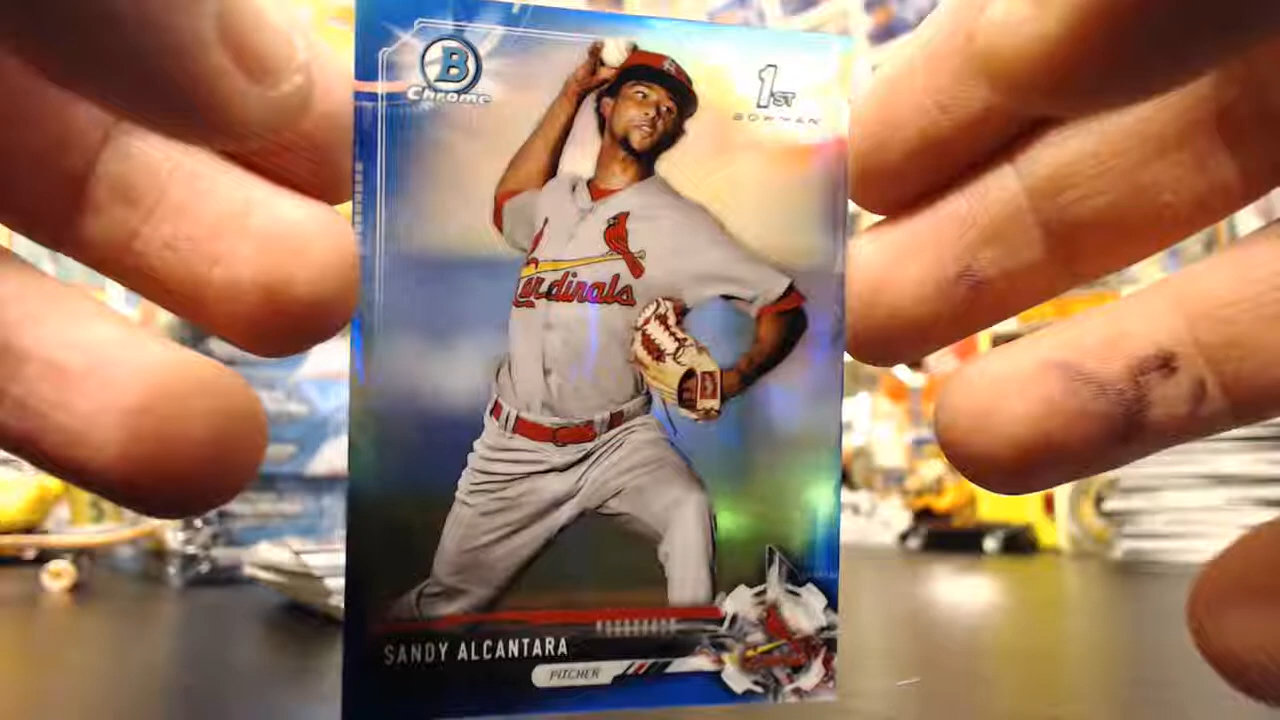 B
Chrome
1ST
BOWMAN
Cardinals
SANDY ALCANTARA
PITCHER